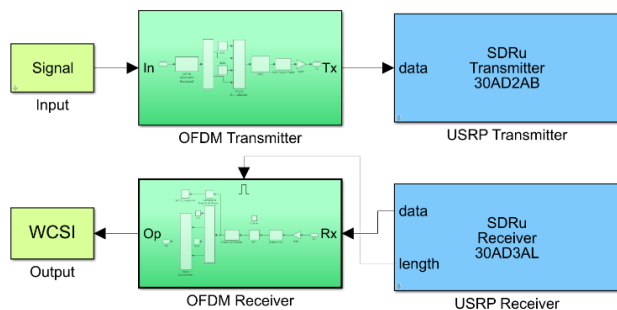 Signal
Input
In
Tx
OFDM Transmitter
data
SDRu
Transmitter
30AD2AB
USRP Transmitter
WCSI
Output
Op
Rx
OFDM Receiver
data
length
SDRu
Receiver
30AD3AL
USRP Receiver